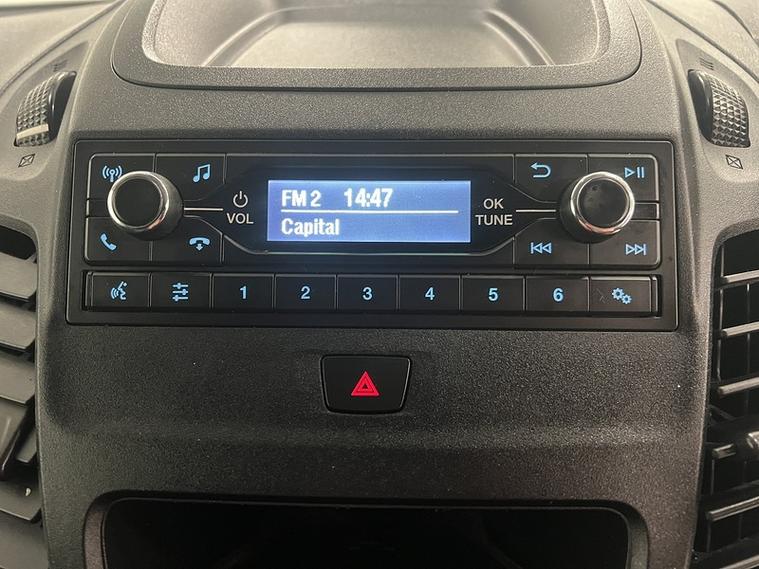 FM 2 14:47
Capital
VOL
OK
TUNE
1 2 3 4 5 6